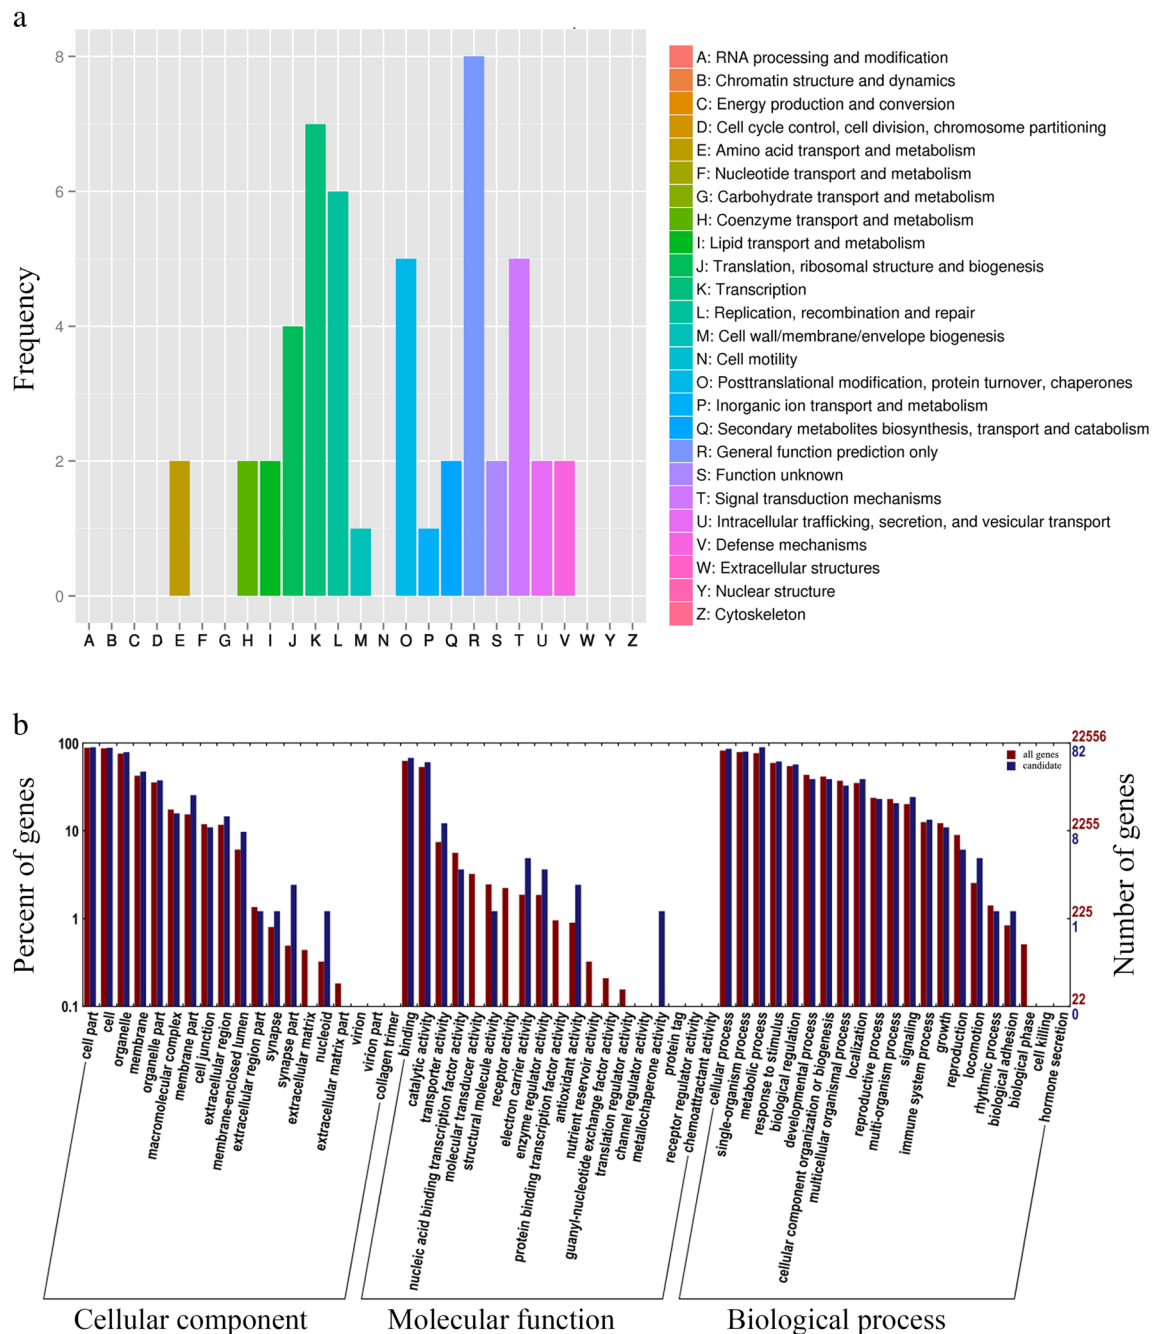 a
8
6
4
2
0
Frequency
A B C D E F G H I J K L M N O P Q R S T U V W Y Z
A: RNA processing and modification
B: Chromatin structure and dynamics
C: Energy production and conversion
D: Cell cycle control, cell division, chromosome partitioning
E: Amino acid transport and metabolism
F: Nucleotide transport and metabolism
G: Carbohydrate transport and metabolism
H: Coenzyme transport and metabolism
I: Lipid transport and metabolism
J: Translation, ribosomal structure and biogenesis
K: Transcription
L: Replication, recombination and repair
M: Cell wall/membrane/envelope biogenesis
N: Cell motility
O: Posttranslational modification, protein turnover, chaperones
P: Inorganic ion transport and metabolism
Q: Secondary metabolites biosynthesis, transport and catabolism
R: General function prediction only
S: Function unknown
T: Signal transduction mechanisms
U: Intracellular trafficking, secretion, and vesicular transport
V: Defense mechanisms
W: Extracellular structures
Y: Nuclear structure
Z: Cytoskeleton
b
100
10
1
0.1
Percenr of genes
22556
82
2255
8
225
1
22
0
Number of genes
all genes
candidate
cell part
cell
organelle
membrane
organelle part
macromolecular complex
membrane part
cell junction
extracellular region
membrane-enclosed lumen
extracellular region part
synapse
synapse part
extracellular matrix
nucleoid
extracellular matrix part
virion
virion part
collagen trimer
binding
catalytic activity
transporter activity
nucleic acid binding transcription factor activity
molecular transducer activity
structural molecule activity
receptor activity
electron carrier activity
enzyme regulator activity
protein binding transcription factor activity
antioxidant activity
nutrient reservoir activity
guanyl-nucleotide exchange factor activity
translation regulator activity
channel regulator activity
metallochaperone activity
protein tag
receptor regulator activity
chemoattractant activity
cellular process
single-organism process
metabolic process
response to stimulus
biological regulation
developmental process
cellular component organization or biogenesis
multicellular organismal process
localization
reproductive process
multi-organism process
signaling
immune system process
growth
reproduction
locomotion
rhythmic process
biological adhesion
biological phase
cell killing
hormone secretion
Cellular component
Molecular function
Biological process